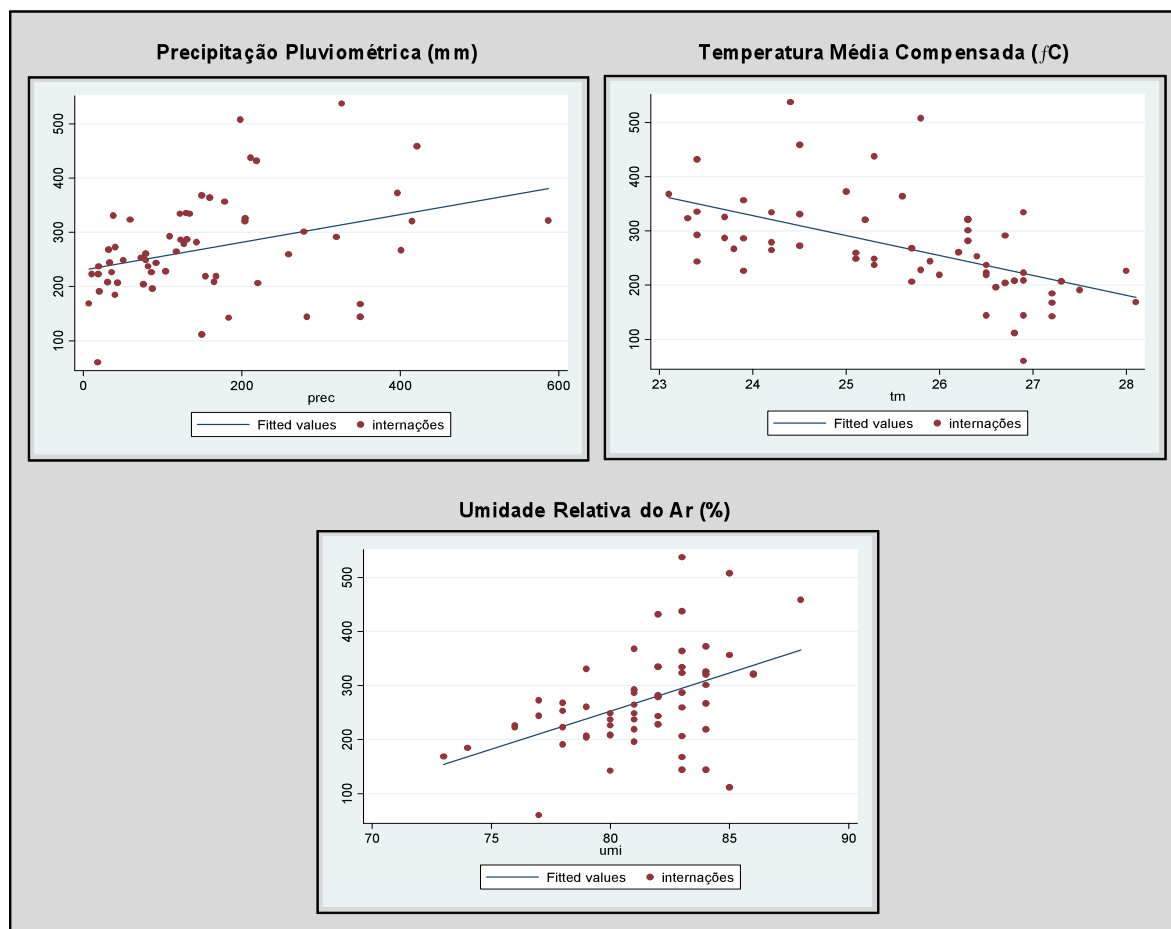 Precipitação Pluviométrica (mm)
500
400
300
200
100
0 200 400 600
prec
Fitted values internações
Temperatura Média Compensada (ƒC)
500
400
300
200
100
23 24 25 26 27 28
tm
Fitted values internações
Umidade Relativa do Ar (%)
500
400
300
200
100
70 75 80 85 90
umi
Fitted values internações